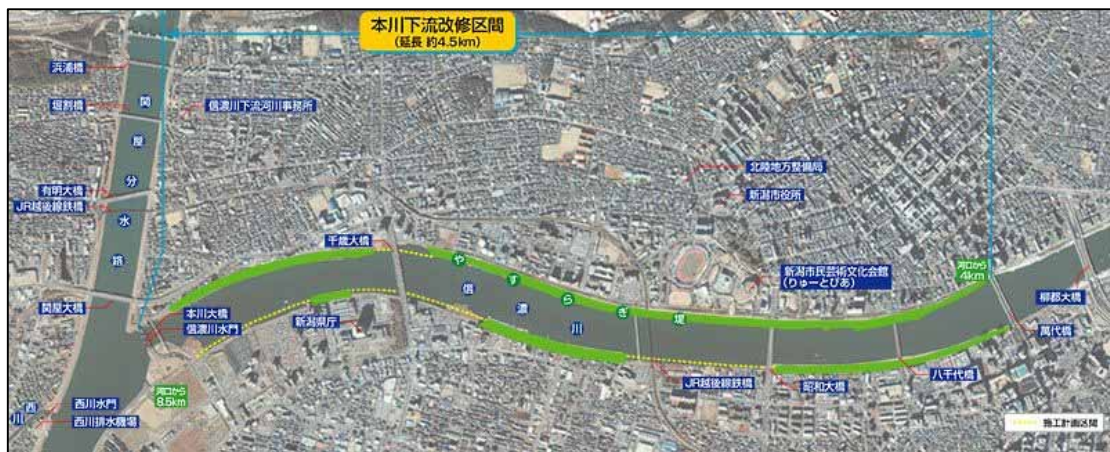 本川下流改修区間
(延長 約4.5km)
浜浦橋
堀割橋
関屋分水路
信濃川下流河川事務所
有明大橋
JR越後線鉄橋
北陸地方整備局
新潟市役所
千歳大橋
やすらぎ堤
新潟市民芸術文化会館
(りゅーとぴあ)
河口から
4km
柳都大橋
関屋大橋
本川大橋
信濃川水門
新潟県庁
信濃川
萬代橋
河口から
8.5km
JR越後線鉄橋
昭和大橋
八千代橋
西川
西川水門
西川排水機場
施工計画区間